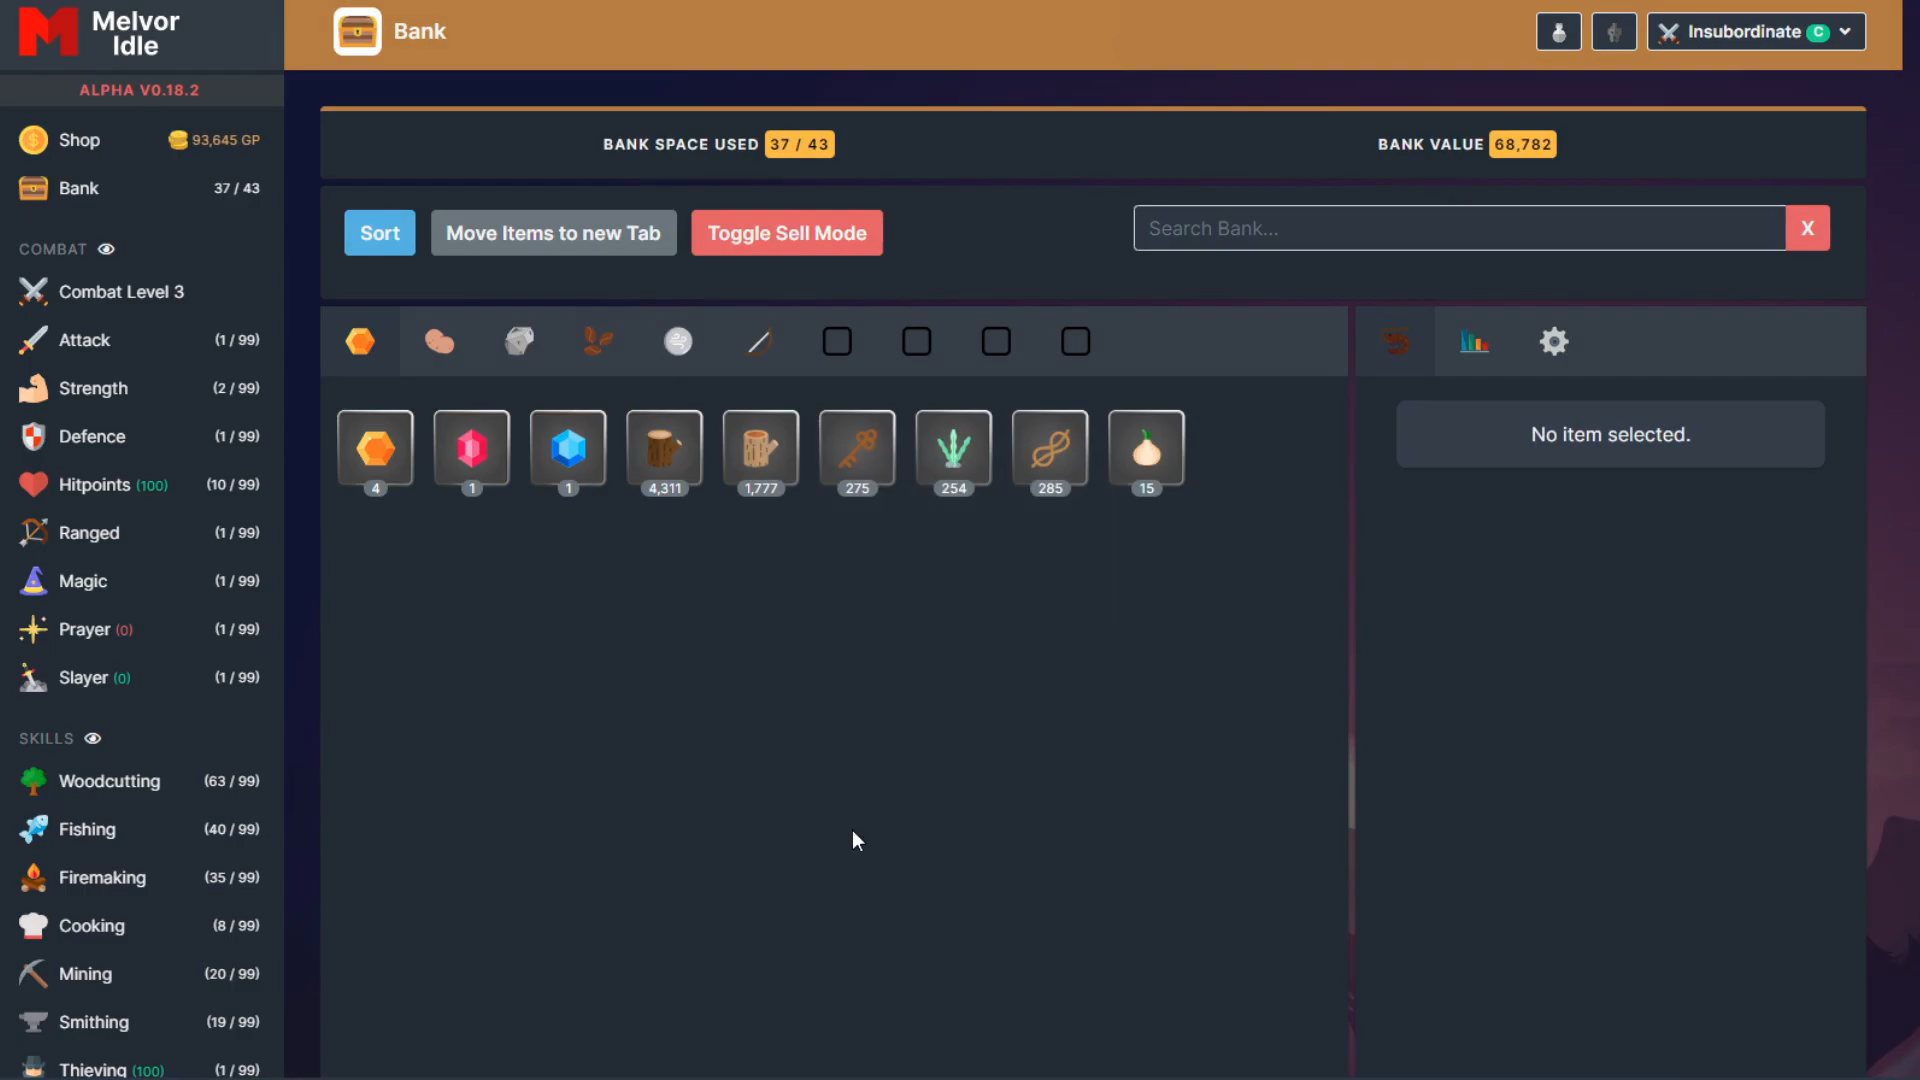 Melvor
Idle
ALPHA V0.18.2
Shop 93,645 GP
Bank 37 / 43
COMBAT
Combat Level 3
Attack (1 / 99)
Strength (2 / 99)
Defence (1 / 99)
Hitpoints (100) (10 / 99)
Ranged (1 / 99)
Magic (1 / 99)
Prayer (0) (1 / 99)
Slayer (0) (1 / 99)
SKILLS
Woodcutting (63 / 99)
Fishing (40 / 99)
Firemaking (35 / 99)
Cooking (8 / 99)
Mining (20 / 99)
Smithing (19 / 99)
Thieving (100) (1 / 99)
Bank
Insubordinate C
BANK SPACE USED 37 / 43
BANK VALUE 68,782
Sort
Move Items to new Tab
Toggle Sell Mode
Search Bank...
X
4
1
1
4,311
1,777
275
254
285
15
No item selected.